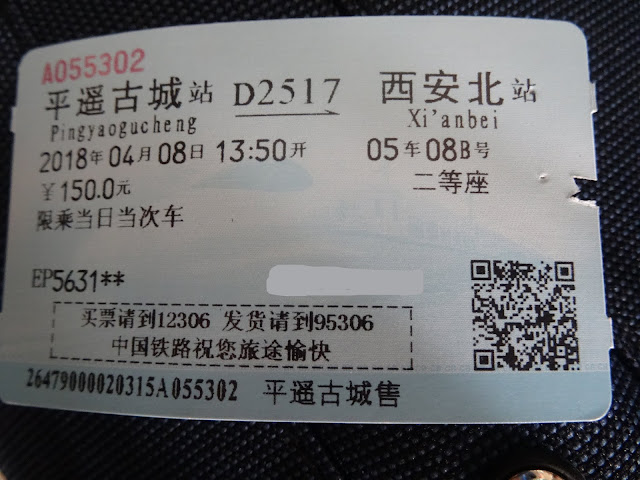 A055302
平遥古城站 D2517 西安北站
Pingyaogucheng Xi'anbei
2018年04月08日 13:50开 05车08B号
￥150.0元 二等座
限乘当日当次车
EP5631**
买票请到12306 发货请到95306
中国铁路祝您旅途愉快
26479000020315A055302 平遥古城售